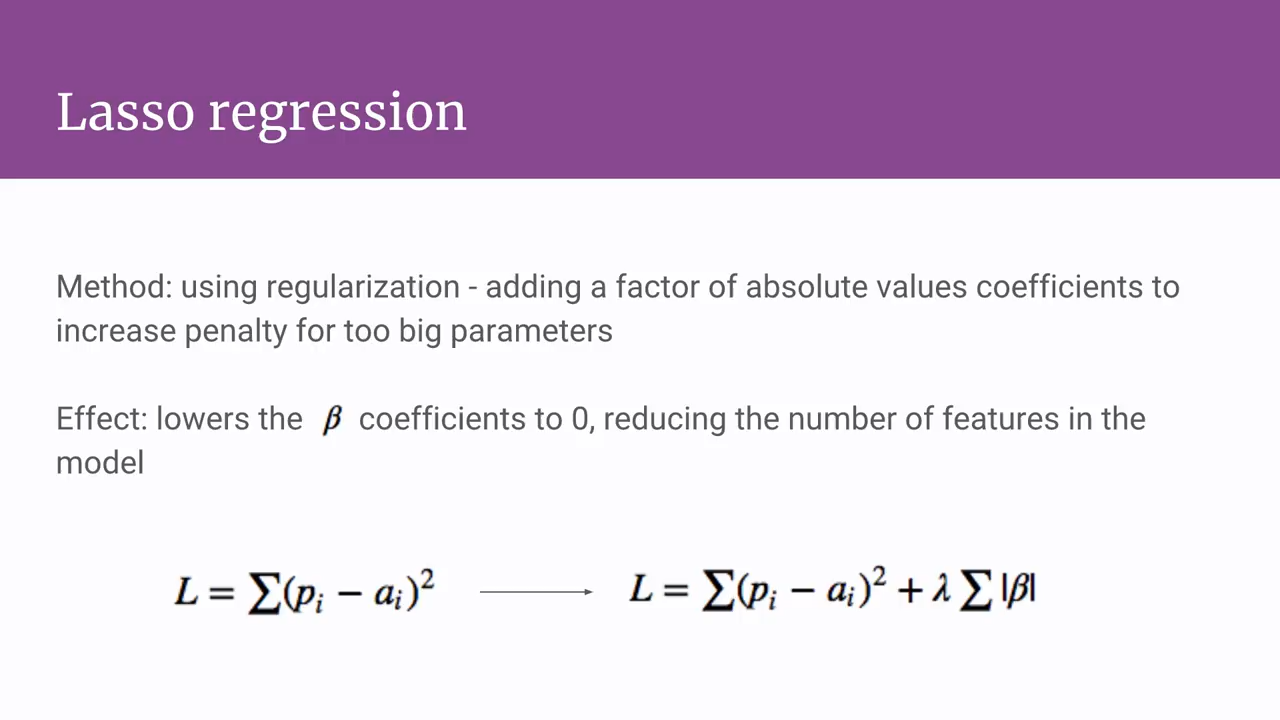 Lasso regression
Method: using regularization - adding a factor of absolute values coefficients to
increase penalty for too big parameters
Effect: lowers the β coefficients to 0, reducing the number of features in the
model
L = ∑(pᵢ − aᵢ)² → L = ∑(pᵢ − aᵢ)² + λ ∑|β|